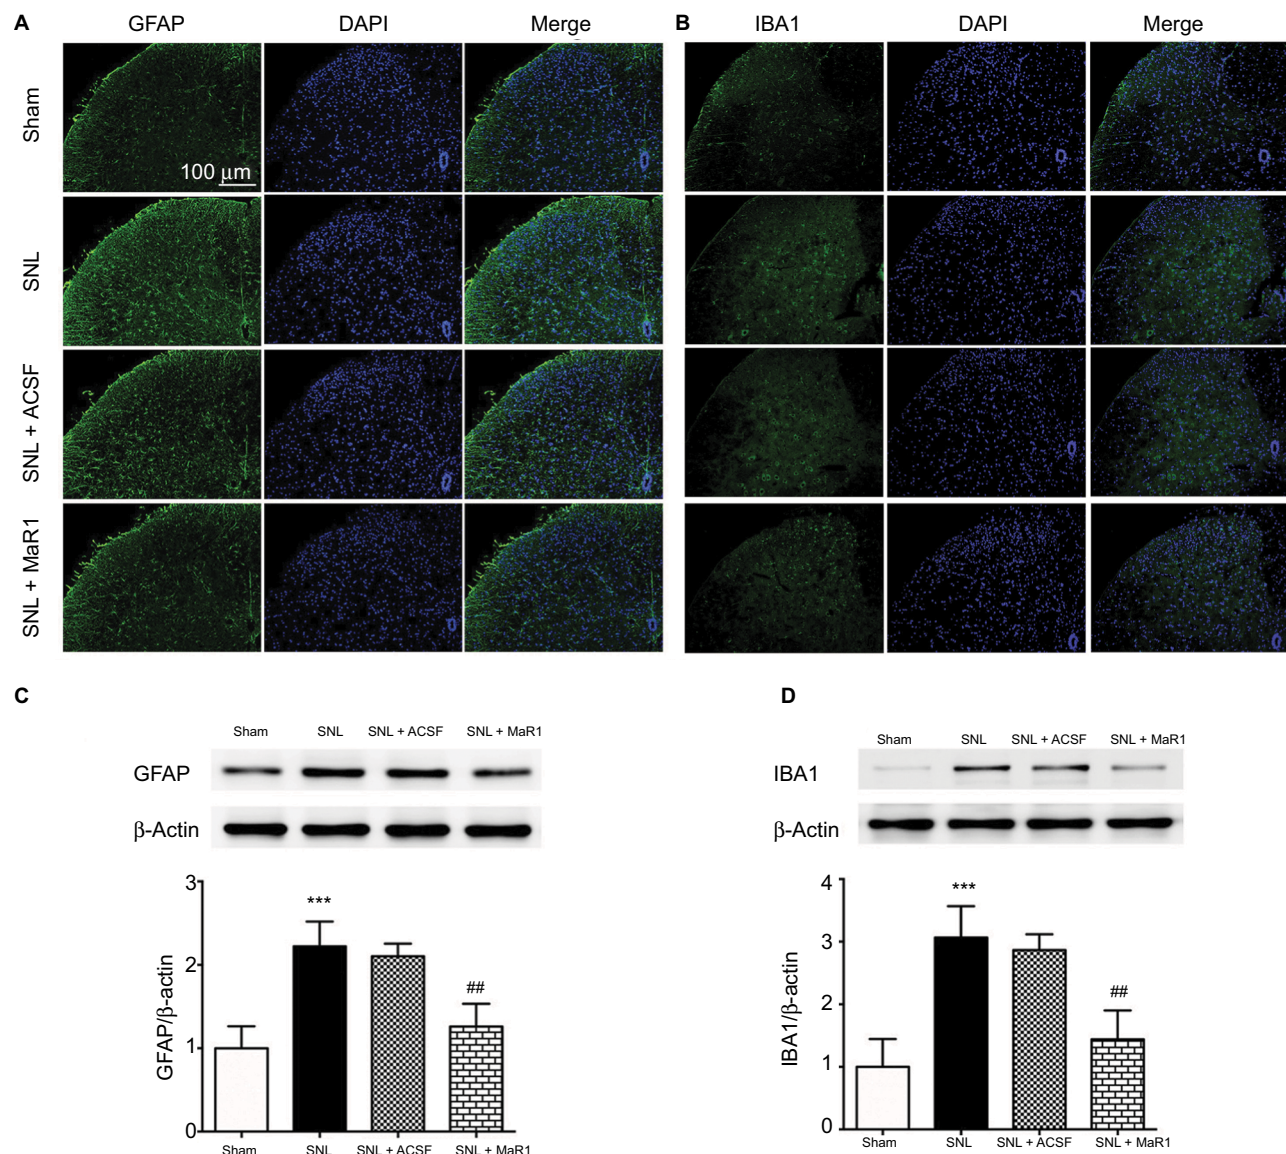 A
GFAP DAPI Merge
B
IBA1 DAPI Merge
Sham
100 μm
SNL
SNL + ACSF
SNL + MaR1
C
Sham SNL SNL + ACSF SNL + MaR1
GFAP
β-Actin
3
2
1
0
GFAP/β-actin
***
##
Sham SNL SNL + ACSF SNL + MaR1
D
Sham SNL SNL + ACSF SNL + MaR1
IBA1
β-Actin
4
3
2
1
0
IBA1/β-actin
***
##
Sham SNL SNL + ACSF SNL + MaR1